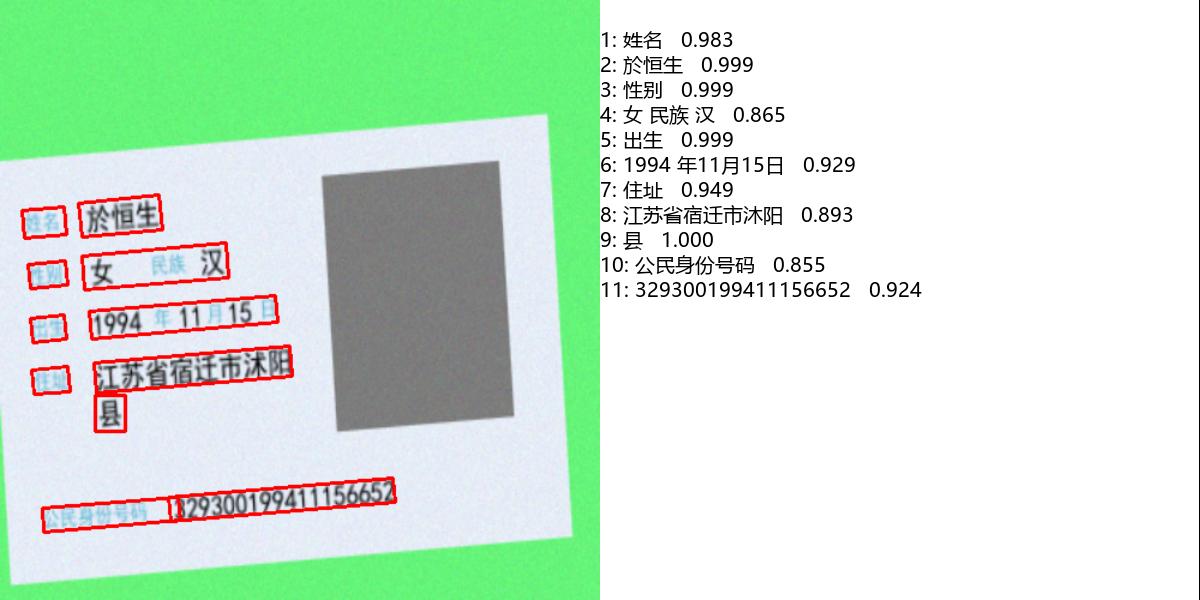 姓名 於恒生
性别 女 民族 汉
出生 1994 年 11 月 15 日
住址 江苏省宿迁市沭阳
县
公民身份号码 329300199411156652
1: 姓名 0.983
2: 於恒生 0.999
3: 性别 0.999
4: 女 民族 汉 0.865
5: 出生 0.999
6: 1994 年11月15日 0.929
7: 住址 0.949
8: 江苏省宿迁市沭阳 0.893
9: 县 1.000
10: 公民身份号码 0.855
11: 329300199411156652 0.924